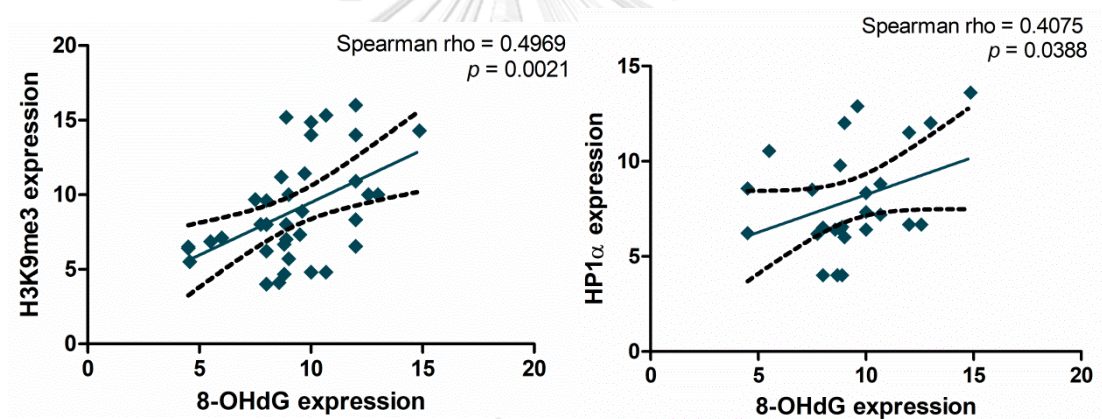 Spearman rho = 0.4969
p = 0.0021
H3K9me3 expression
20
15
10
5
0
0 5 10 15 20
8-OHdG expression
Spearman rho = 0.4075
p = 0.0388
HP1α expression
15
10
5
0
0 5 10 15 20
8-OHdG expression